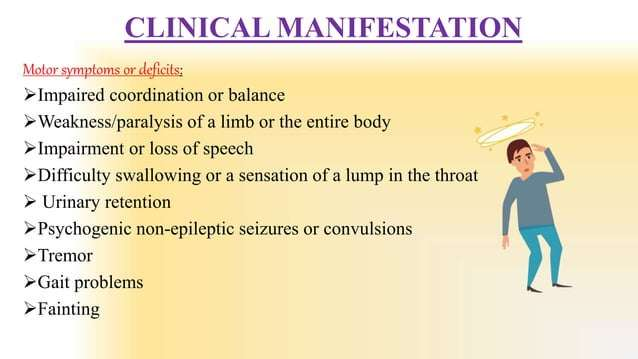 CLINICAL MANIFESTATION
Motor symptoms or deficits:
➢Impaired coordination or balance
➢Weakness/paralysis of a limb or the entire body
➢Impairment or loss of speech
➢Difficulty swallowing or a sensation of a lump in the throat
➢ Urinary retention
➢Psychogenic non-epileptic seizures or convulsions
➢Tremor
➢Gait problems
➢Fainting